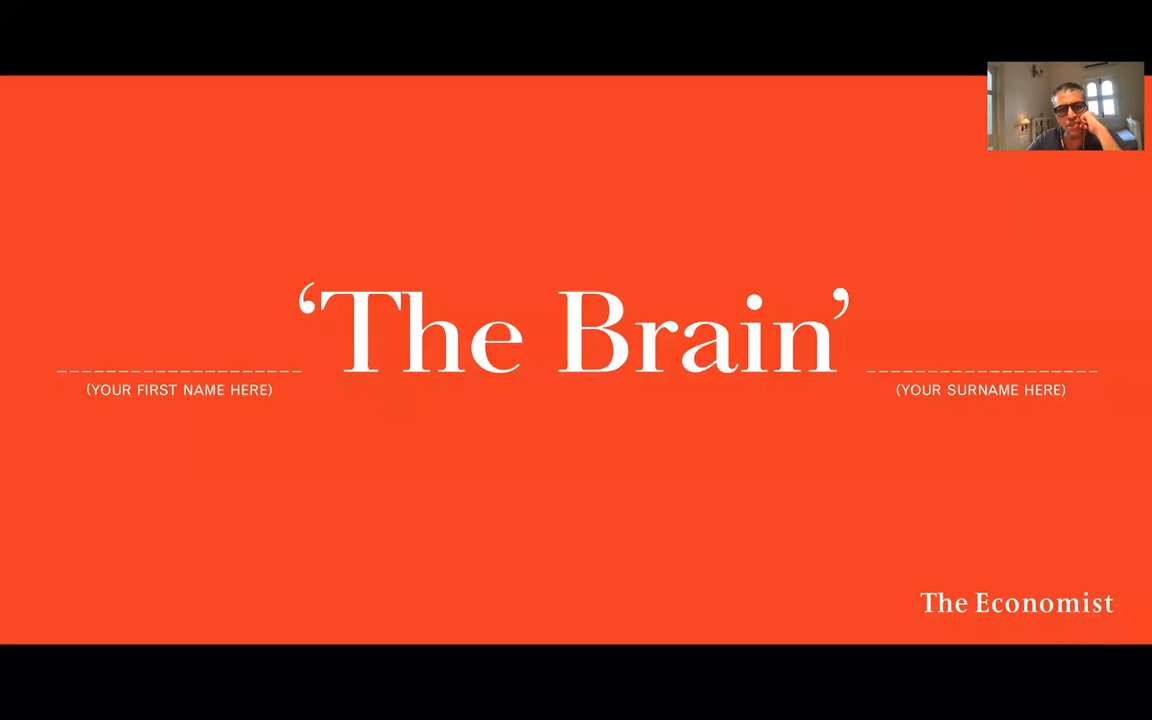 ‘The Brain’
(YOUR FIRST NAME HERE) (YOUR SURNAME HERE)
The Economist